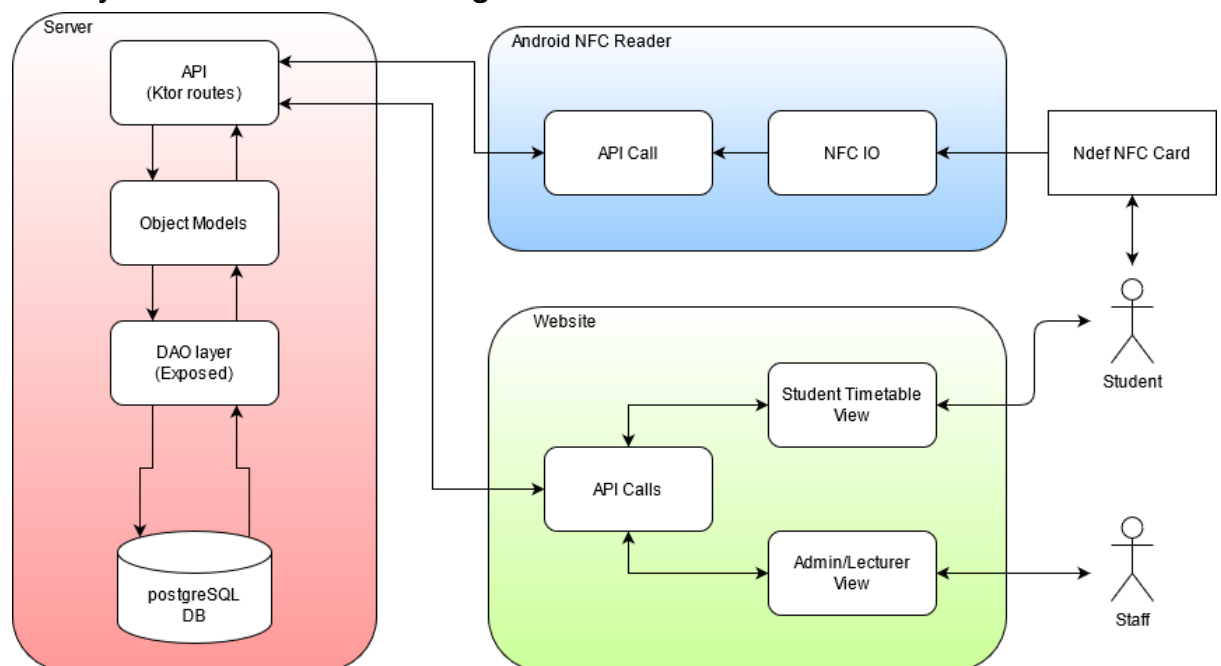 Server
API
(Ktor routes)
Object Models
DAO layer
(Exposed)
postgreSQL
DB
Android NFC Reader
API Call
NFC IO
Ndef NFC Card
Student
Website
Student Timetable
View
API Calls
Admin/Lecturer
View
Staff